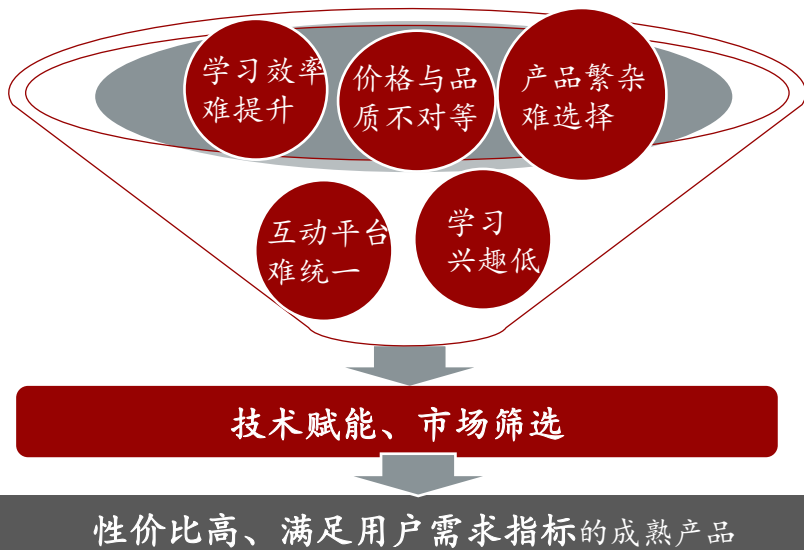 学习效率
难提升
价格与品
质不对等
产品繁杂
难选择
互动平台
难统一
学习
兴趣低
技术赋能、市场筛选
性价比高、满足用户需求指标的成熟产品